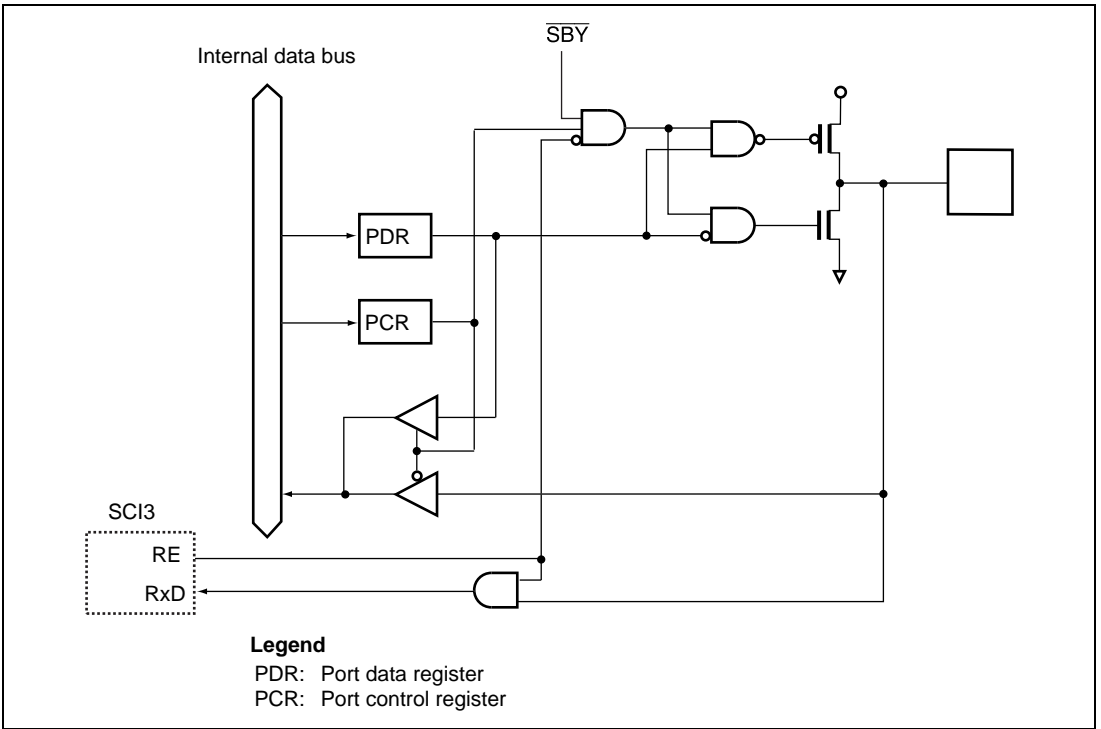 SBY
Internal data bus
PDR
PCR
SCI3
RE
RxD
Legend
PDR: Port data register
PCR: Port control register